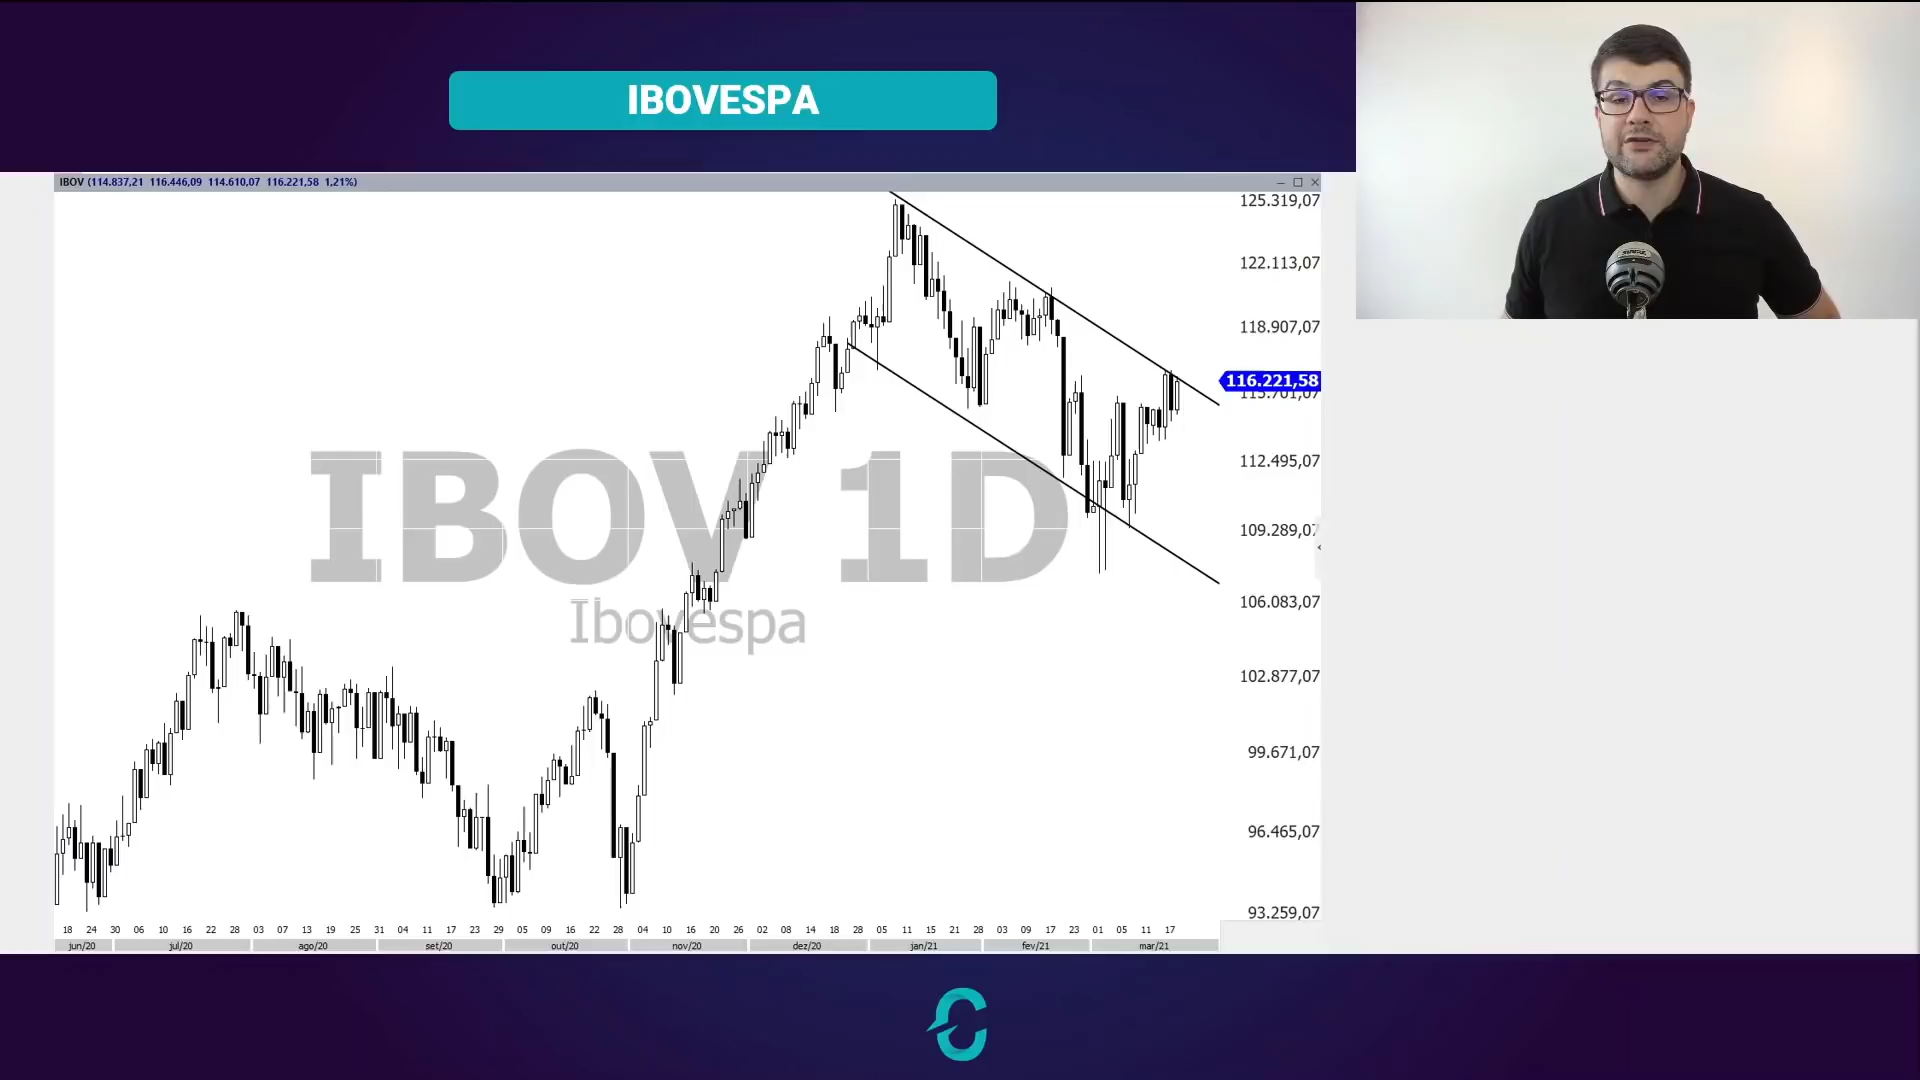 IBOVESPA
IBOV (114.837,21 116.446,09 114.610,07 116.221,58 1,21%)
125.319,07
122.113,07
118.907,07
116.221,58
115.701,07
112.495,07
109.289,07
106.083,07
102.877,07
99.671,07
96.465,07
93.259,07
IBOV 1D
Ibovespa
18 24 30 06 10 16 22 28 03 07 13 19 25 31 04 11 17 23 29 05 09 16 22 28 04 10 16 20 26 02 08 14 18 28 05 11 15 21 28 03 09 17 23 01 05 11 17
jun/20 jul/20 ago/20 set/20 out/20 nov/20 dez/20 jan/21 fev/21 mar/21